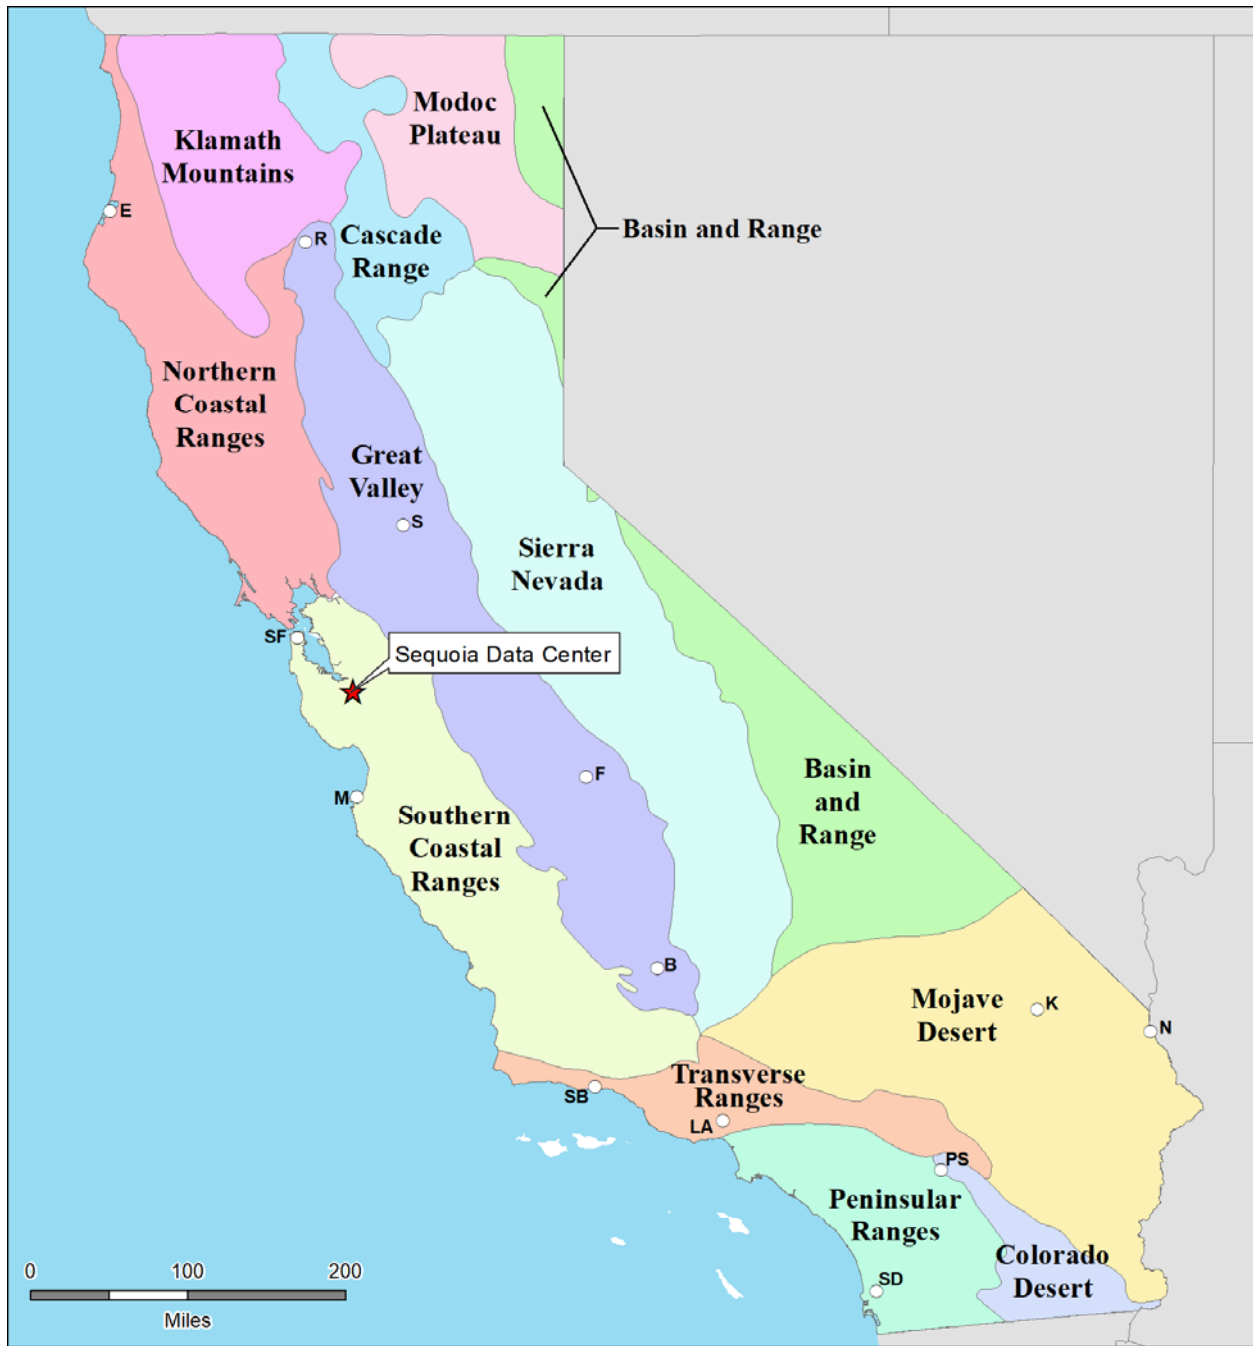 Modoc
Plateau
Klamath
Mountains
E
R
Cascade
Range
Basin and Range
Northern
Coastal
Ranges
Great
Valley
S
Sierra
Nevada
SF
Sequoia Data Center
F
M
Southern
Coastal
Ranges
Basin
and
Range
B
Mojave
Desert
K
N
Transverse
Ranges
SB
LA
PS
Peninsular
Ranges
Colorado
Desert
SD
0 100 200
Miles